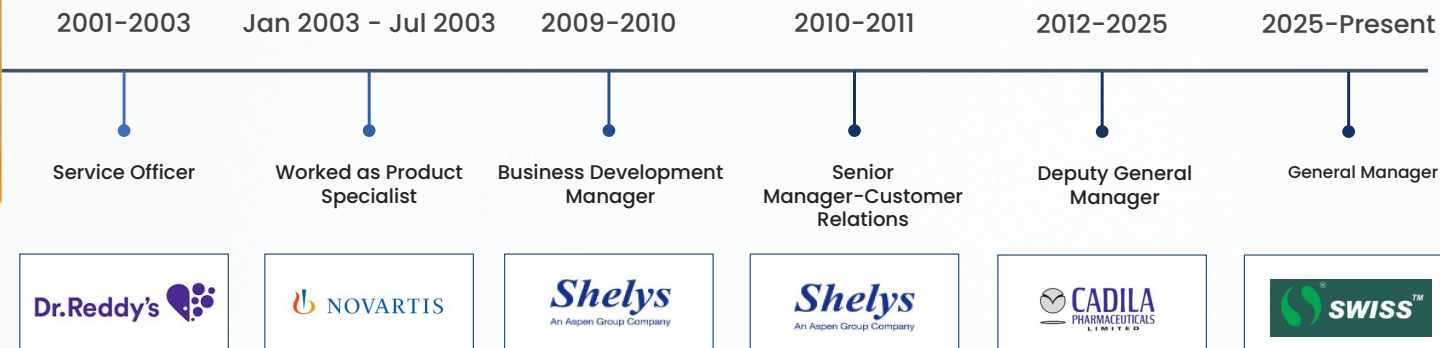 2001-2003
Jan 2003 - Jul 2003
2009-2010
2010-2011
2012-2025
2025-Present
Service Officer
Worked as Product
Specialist
Business Development
Manager
Senior
Manager-Customer
Relations
Deputy General
Manager
General Manager
Dr.Reddy's
NOVARTIS
Shelys
An Aspen Group Company
Shelys
An Aspen Group Company
CADILA
PHARMACEUTICALS
LIMITED
® SWISS™